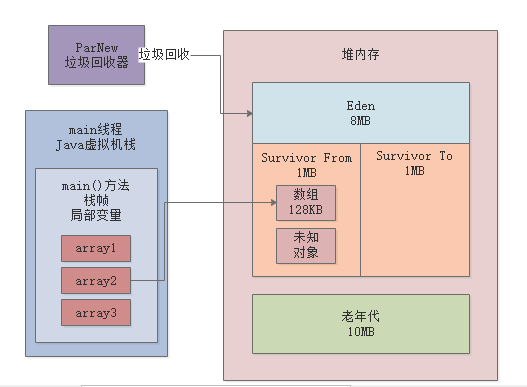 ParNew
垃圾回收器
垃圾回收
堆内存
Eden
8MB
main线程
Java虚拟机栈
main()方法
栈帧
局部变量
array1
array2
array3
Survivor From
1MB
Survivor To
1MB
数组
128KB
未知
对象
老年代
10MB